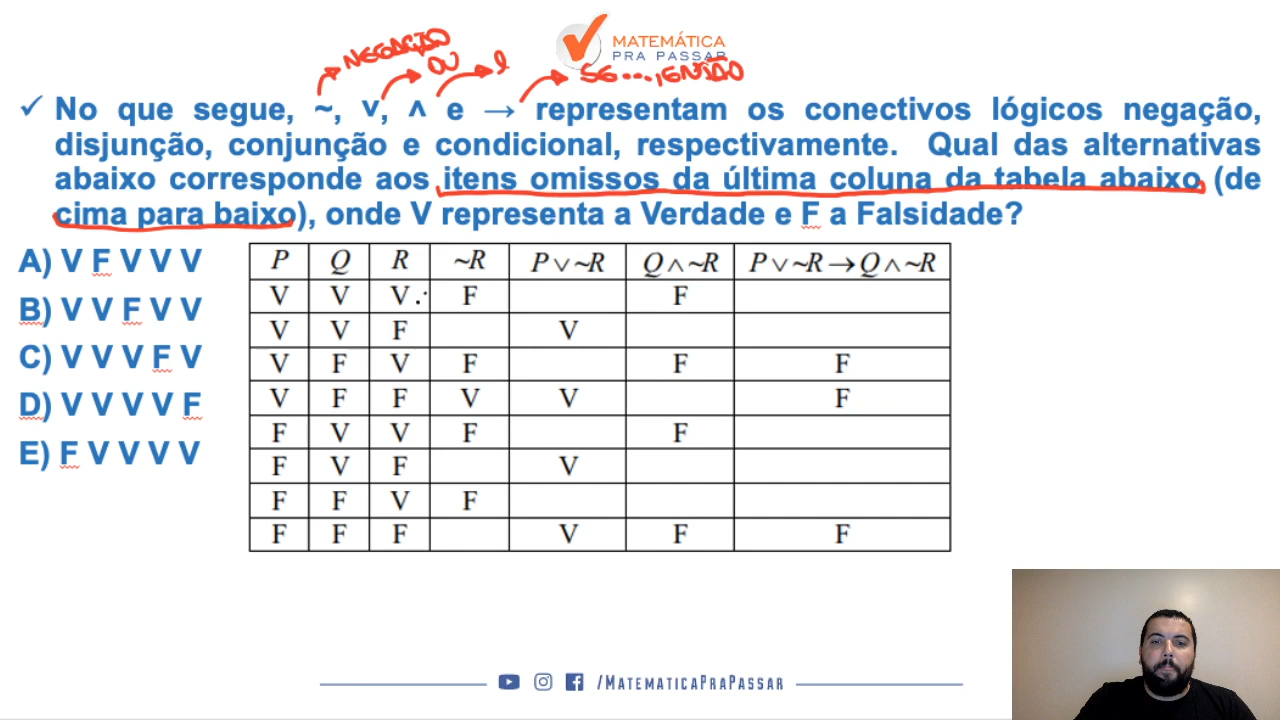 MATEMÁTICA
PRA PASSAR
NEGAÇÃO
OU
SE...,ENTÃO
✓ No que segue, ~, ∨, ∧ e → representam os conectivos lógicos negação,
disjunção, conjunção e condicional, respectivamente. Qual das alternativas
abaixo corresponde aos itens omissos da última coluna da tabela abaixo (de
cima para baixo), onde V representa a Verdade e F a Falsidade?
A) V F V V V
B) V V F V V
C) V V V F V
D) V V V V F
E) F V V V V
P Q R ~R P∨~R Q∧~R P∨~R→Q∧~R
V V V F F
V V F V
V F V F F F
V F F V V F
F V V F F
F V F V
F F V F
F F F V F F
/MATEMATICAPRAPASSAR